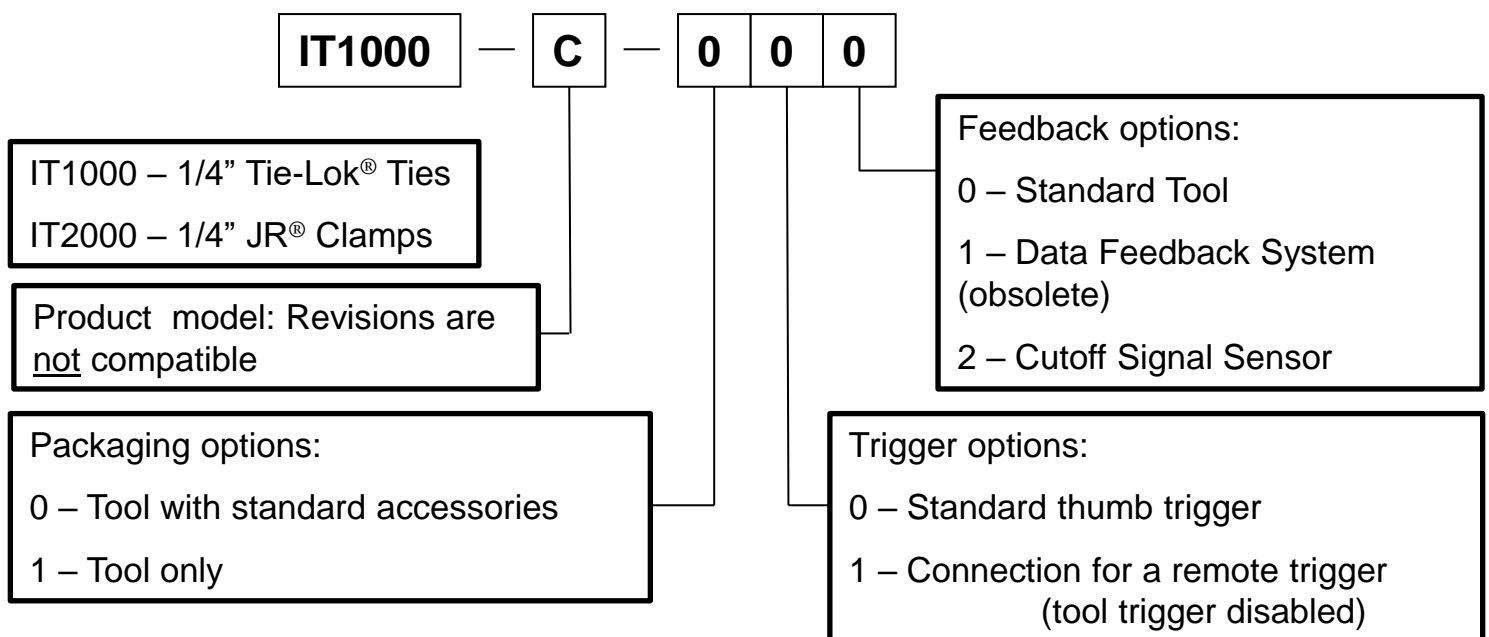 IT1000 — C — 0 0 0
IT1000 – 1/4” Tie-Lok® Ties
IT2000 – 1/4” JR® Clamps
Product model: Revisions are
not compatible
Packaging options:
0 – Tool with standard accessories
1 – Tool only
Feedback options:
0 – Standard Tool
1 – Data Feedback System
(obsolete)
2 – Cutoff Signal Sensor
Trigger options:
0 – Standard thumb trigger
1 – Connection for a remote trigger
(tool trigger disabled)